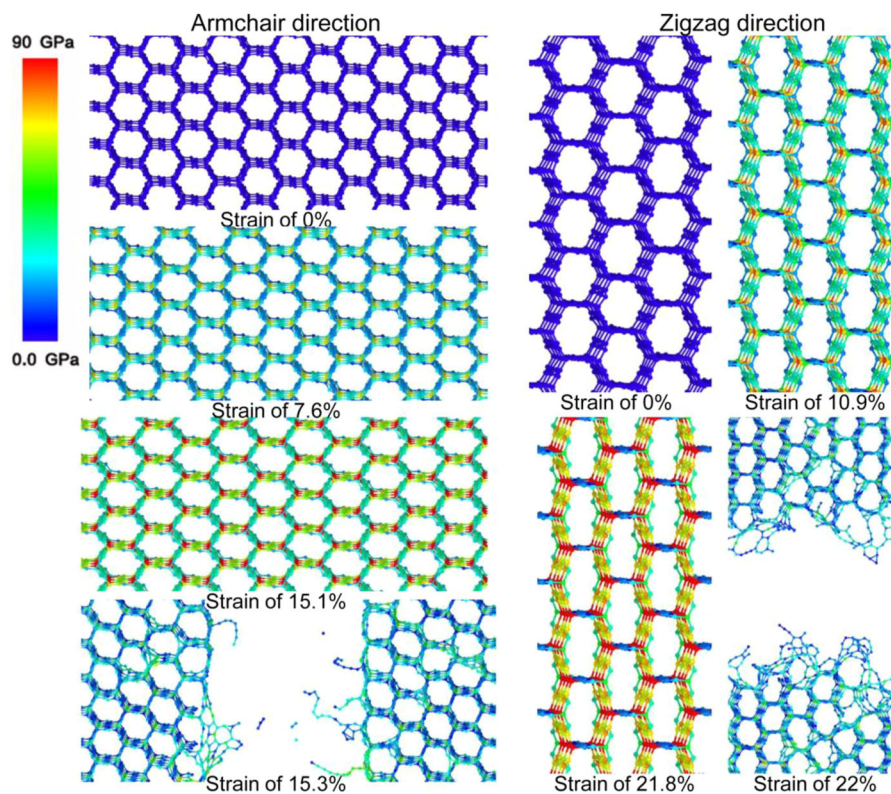 Armchair direction
Zigzag direction
90 GPa
0.0 GPa
Strain of 0%
Strain of 7.6%
Strain of 15.1%
Strain of 15.3%
Strain of 0%
Strain of 10.9%
Strain of 21.8%
Strain of 22%